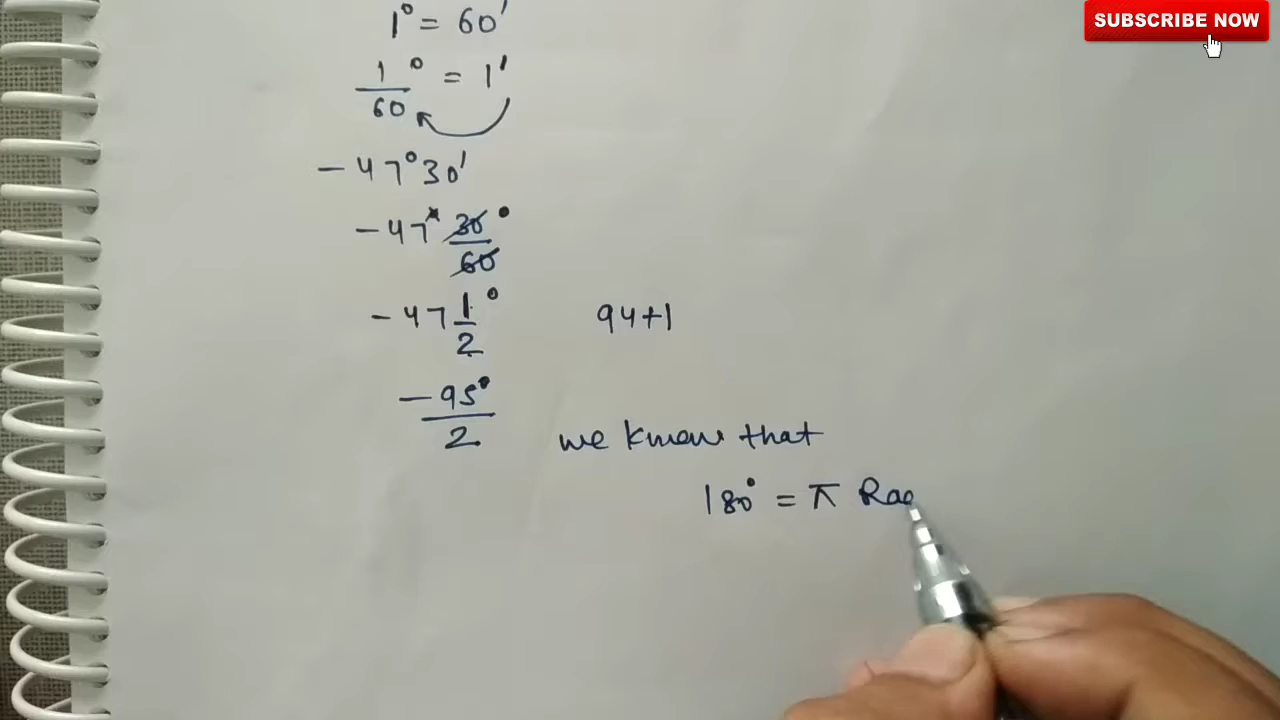 SUBSCRIBE NOW
1° = 60'
1/60° = 1'
-47°30'
-47° 30/60°
-47 1/2° 94+1
-95°/2 we know that
180° = π Rad